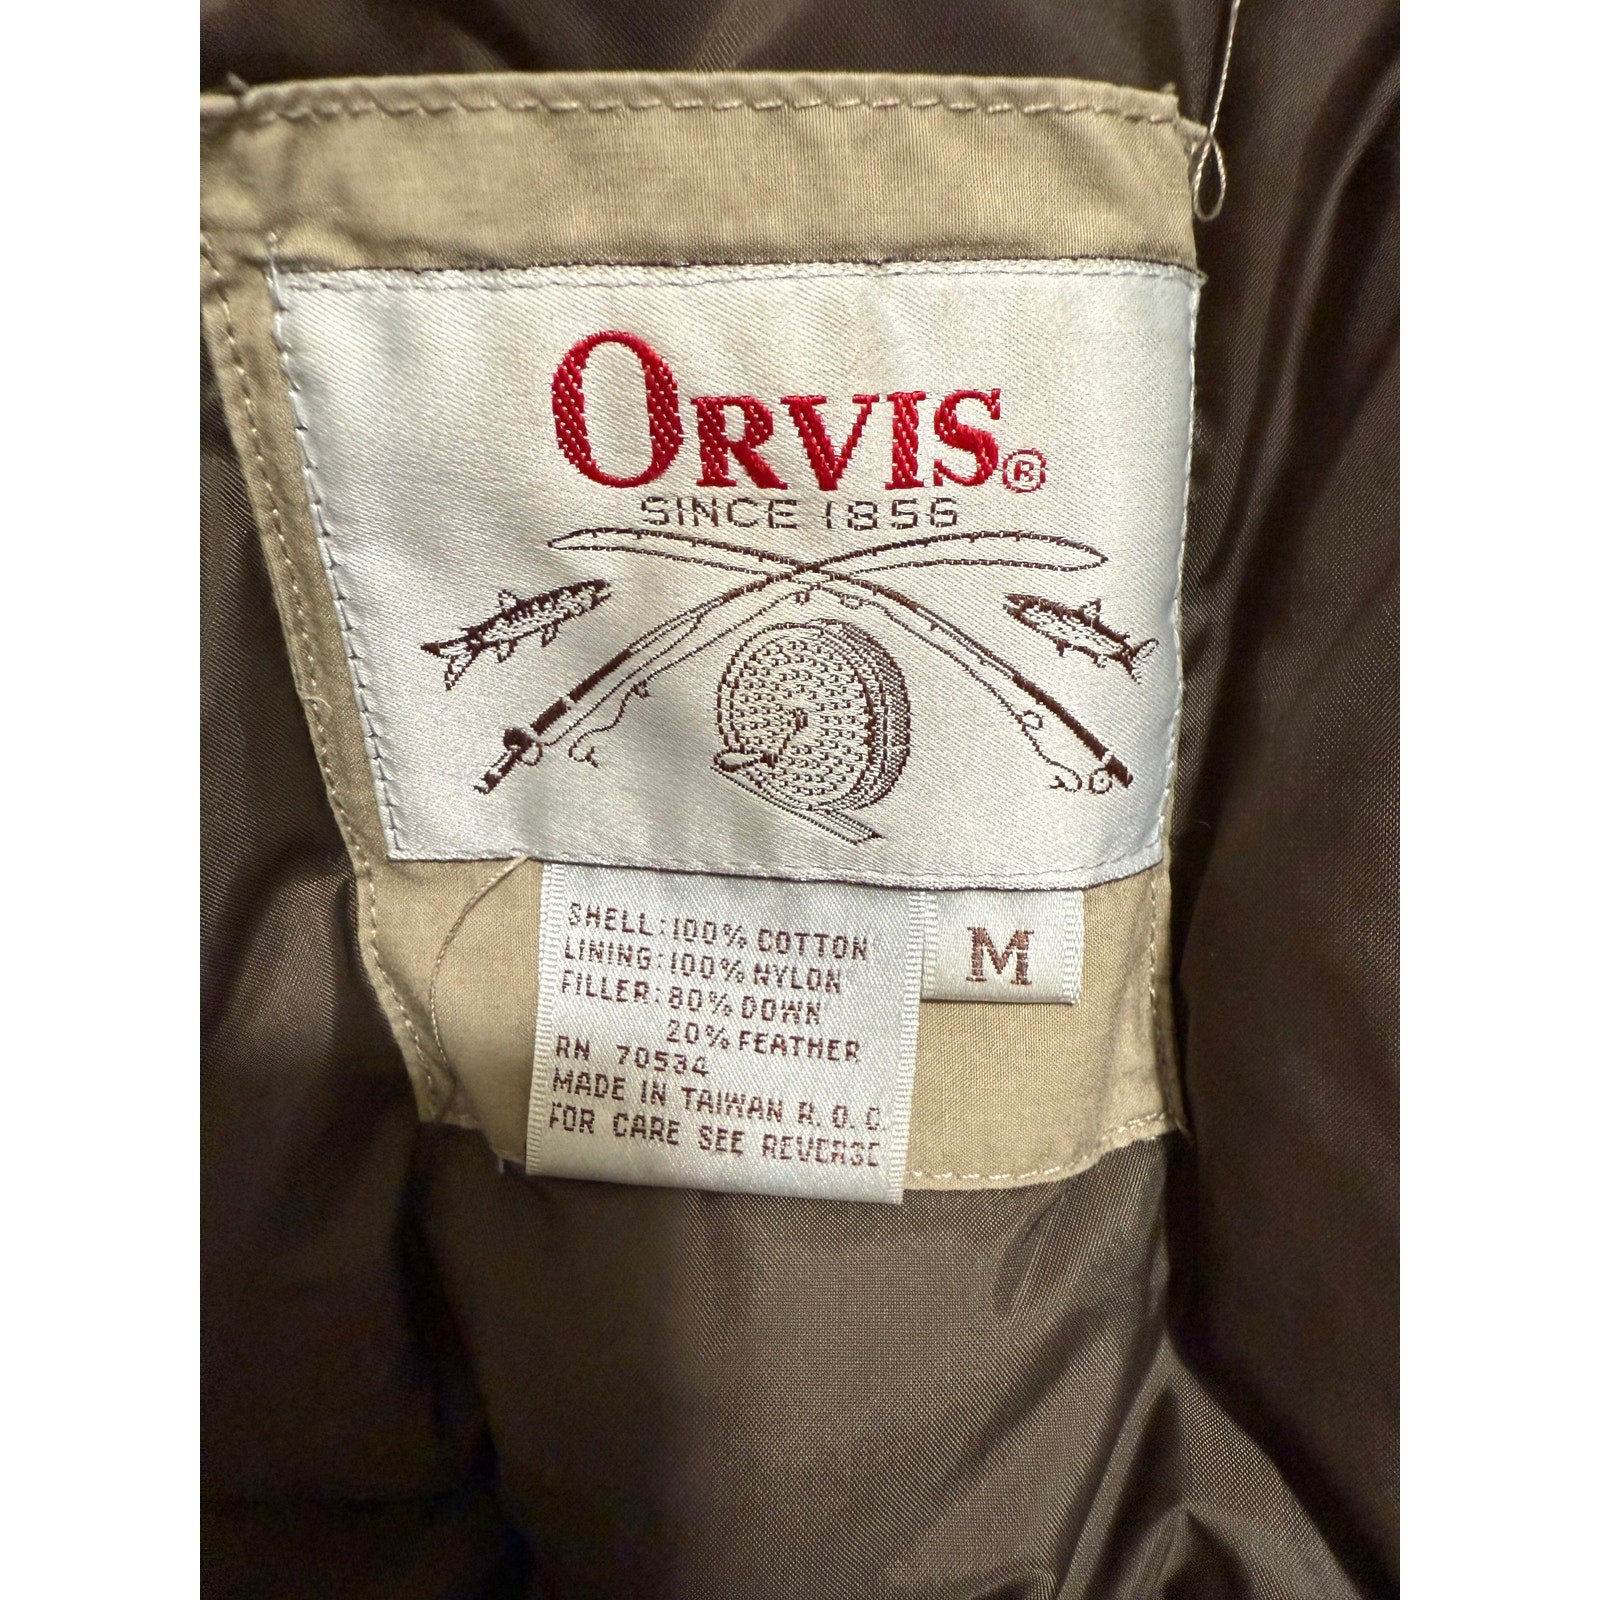 ORVIS®
SINCE 1856
M
SHELL: 100% COTTON
LINING: 100% NYLON
FILLER: 80% DOWN
20% FEATHER
RN 70534
MADE IN TAIWAN R.O.C.
FOR CARE SEE REVERSE